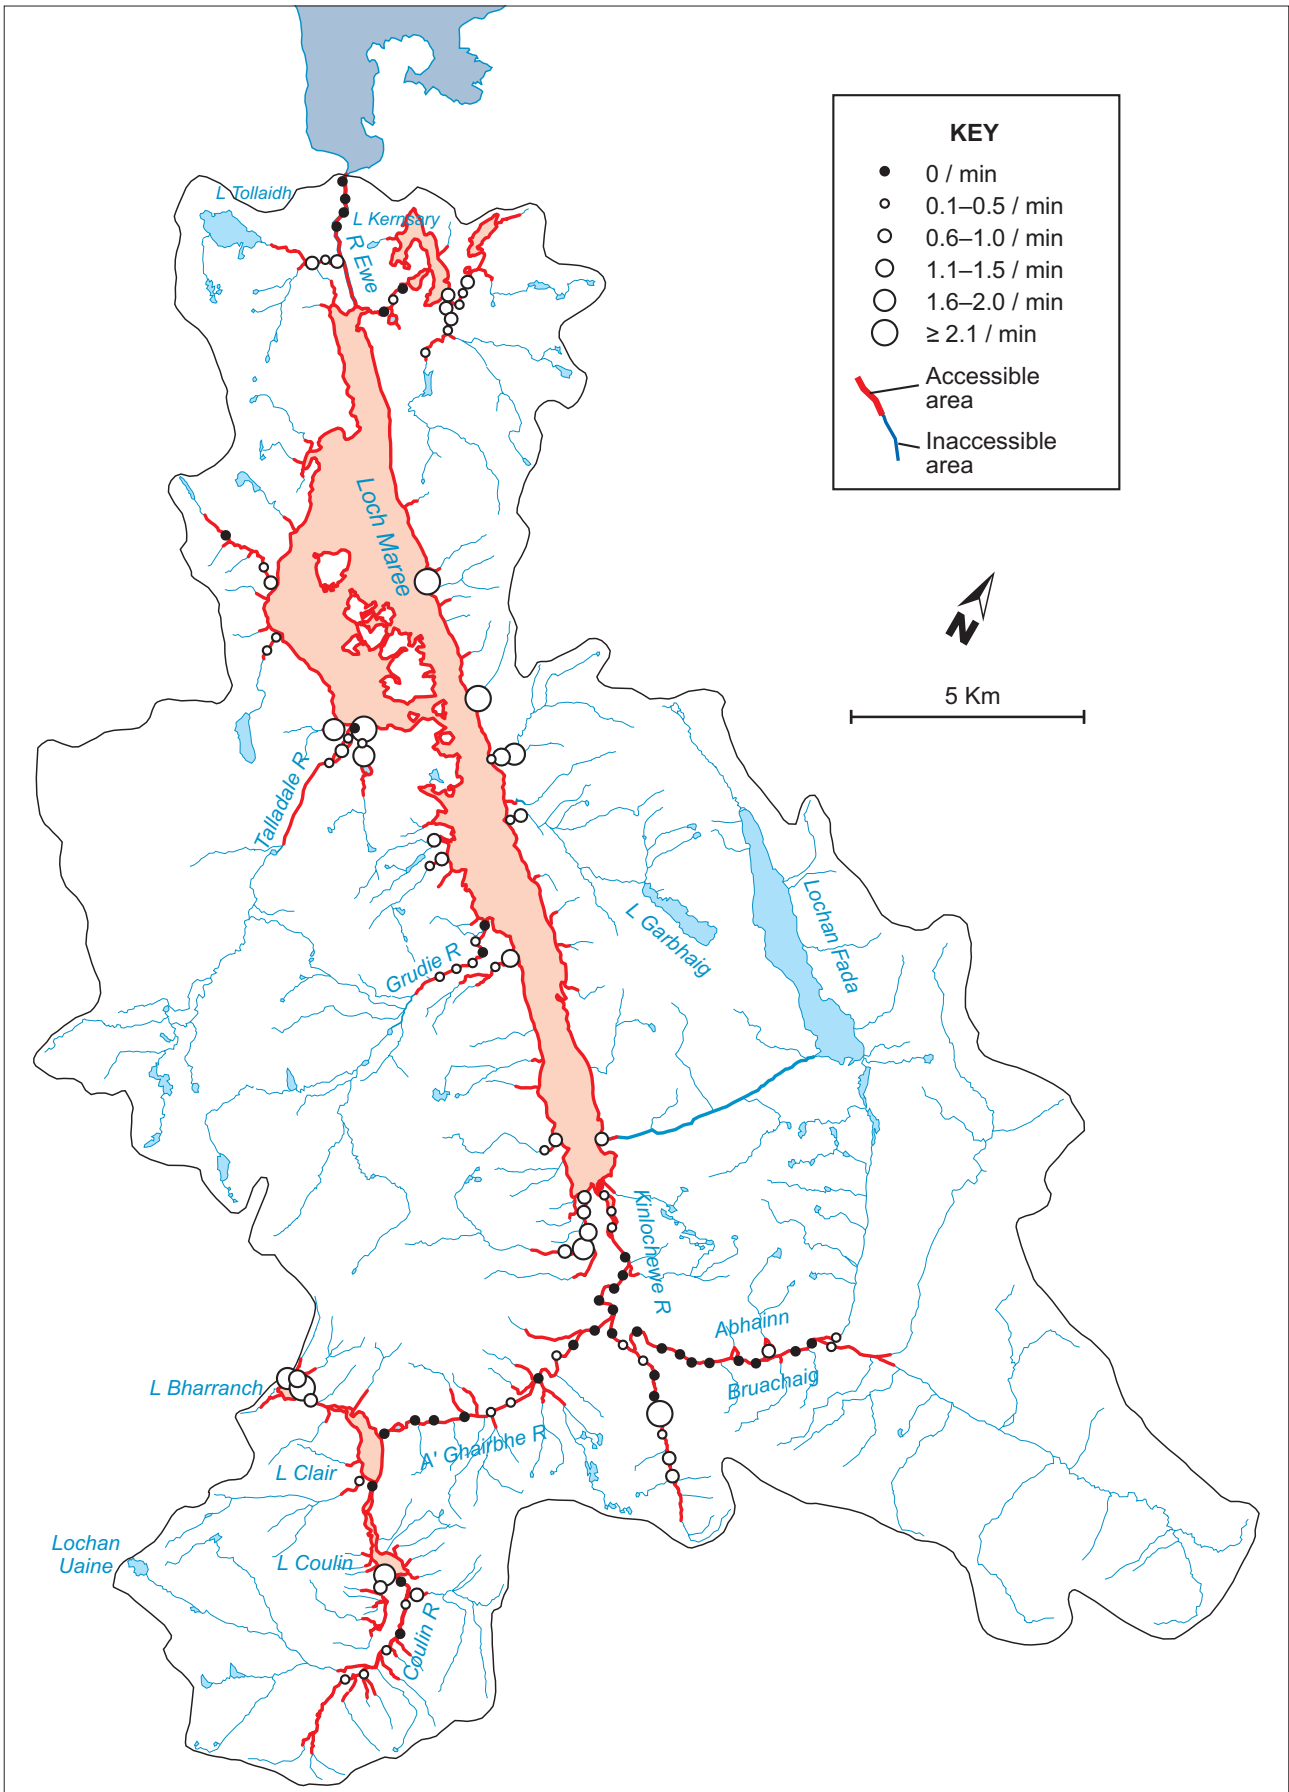 KEY
0 / min
0.1–0.5 / min
0.6–1.0 / min
1.1–1.5 / min
1.6–2.0 / min
≥ 2.1 / min
Accessible
area
Inaccessible
area
L Tollaidh
L Kernsary
R Ewe
Loch Maree
N
5 Km
Talladale R
Lochan Fada
L Garbhaig
Grudie R
Kinlochewe R
Abhainn
Bruachaig
L Bharranch
A' Ghairbhe R
L Clair
Lochan
Uaine
L Coulin
Coulin R